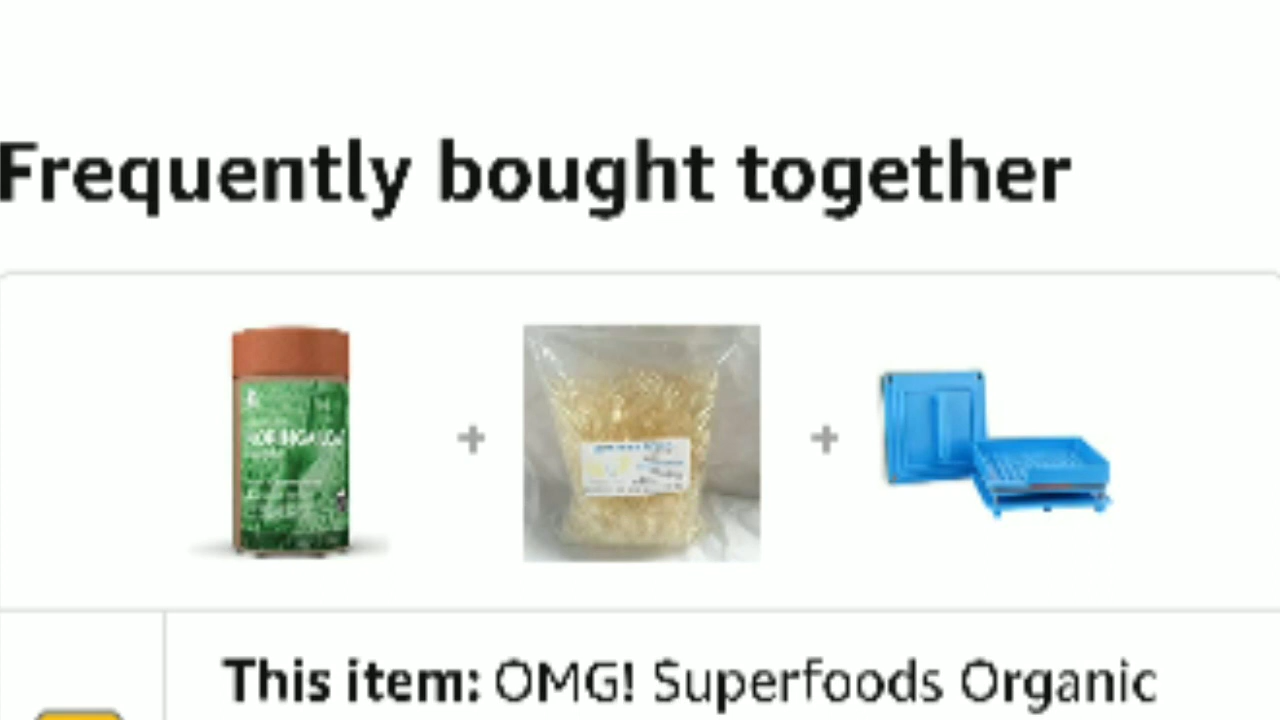 Frequently bought together
+ +
This item: OMG! Superfoods Organic